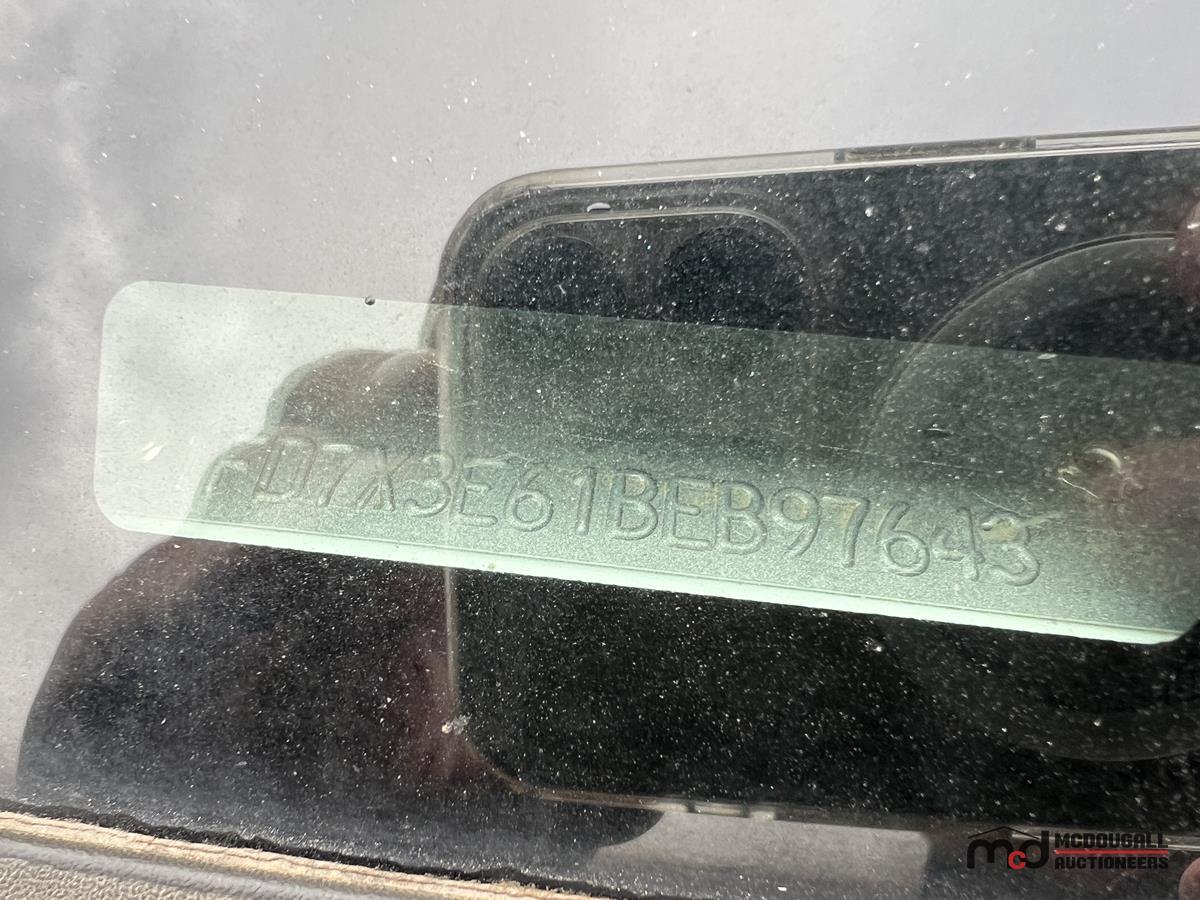 D7X3E61BEB97643
mcd MCDOUGALL
AUCTIONEERS